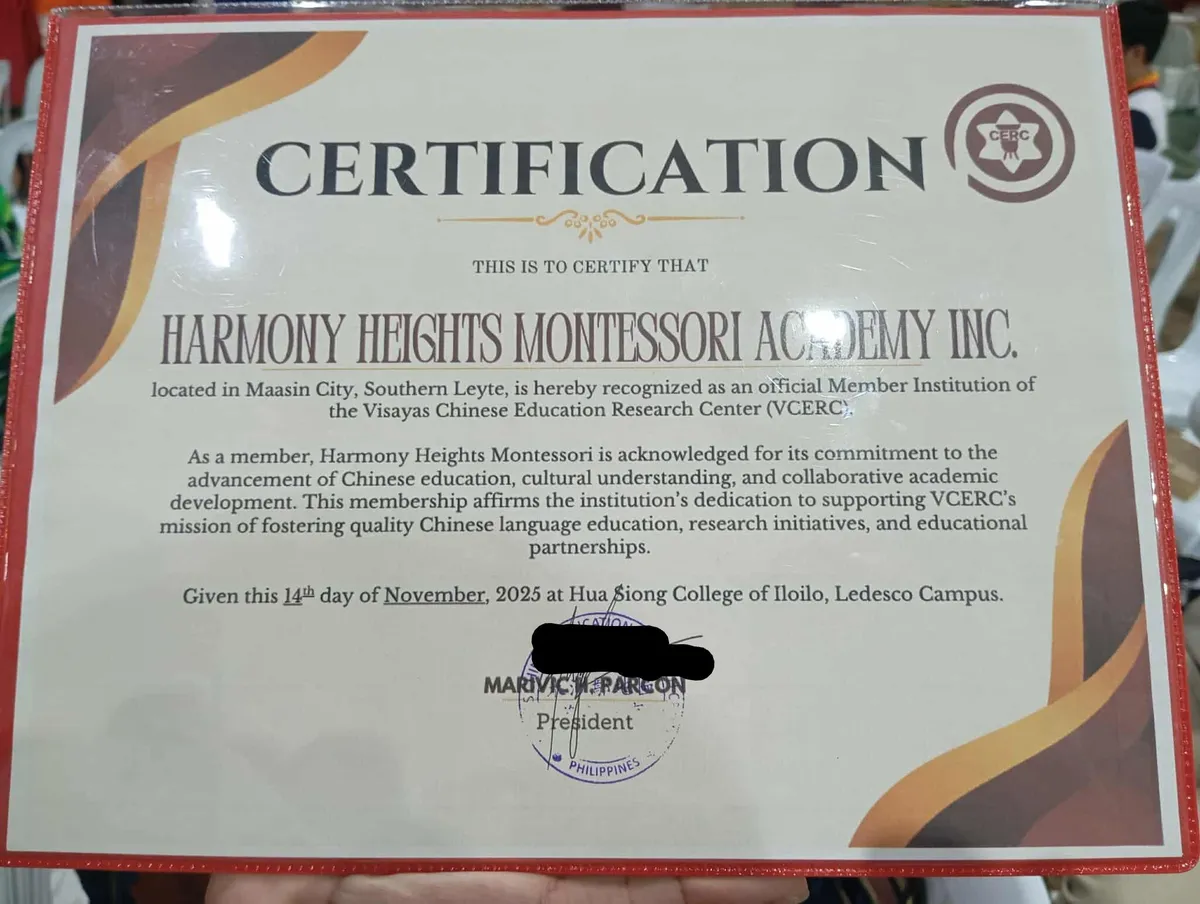 CERTIFICATION
CERC
THIS IS TO CERTIFY THAT
HARMONY HEIGHTS MONTESSORI ACADEMY INC.
located in Maasin City, Southern Leyte, is hereby recognized as an official Member Institution of
the Visayas Chinese Education Research Center (VCERC).
As a member, Harmony Heights Montessori is acknowledged for its commitment to the
advancement of Chinese education, cultural understanding, and collaborative academic
development. This membership affirms the institution's dedication to supporting VCERC's
mission of fostering quality Chinese language education, research initiatives, and educational
partnerships.
Given this 14th day of November, 2025 at Hua Siong College of Iloilo, Ledesco Campus.
MARIVIC H. PARCON
President
PHILIPPINES